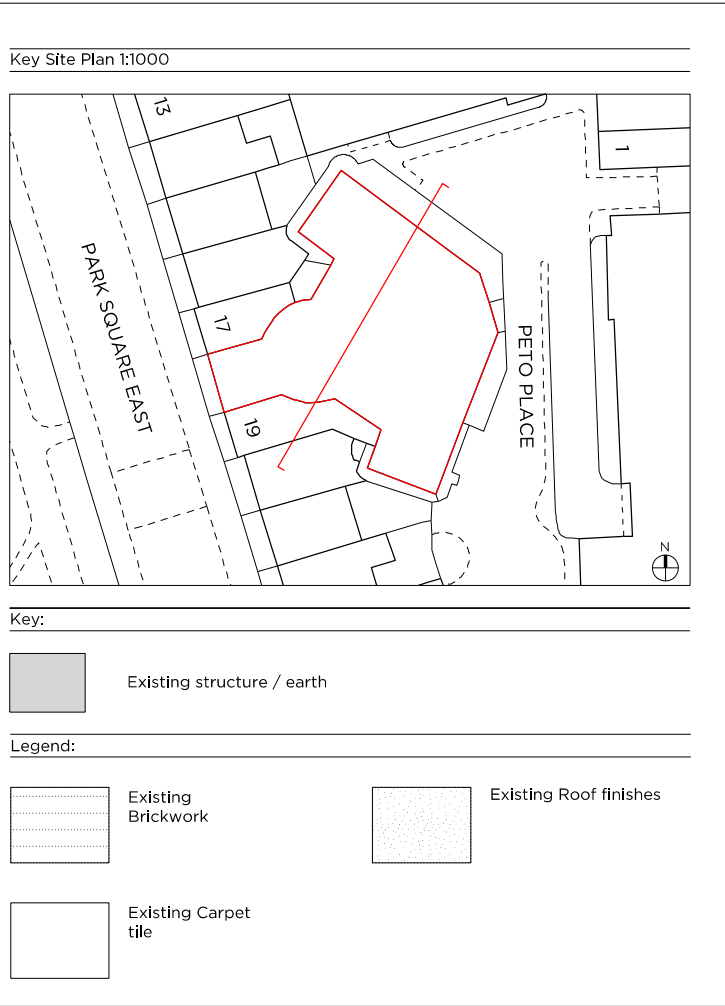 Key Site Plan 1:1000
13
1
PARK SQUARE EAST
17
PETO PLACE
19
N
Key:
Existing structure / earth
Legend:
Existing
Brickwork
Existing Roof finishes
Existing Carpet
tile